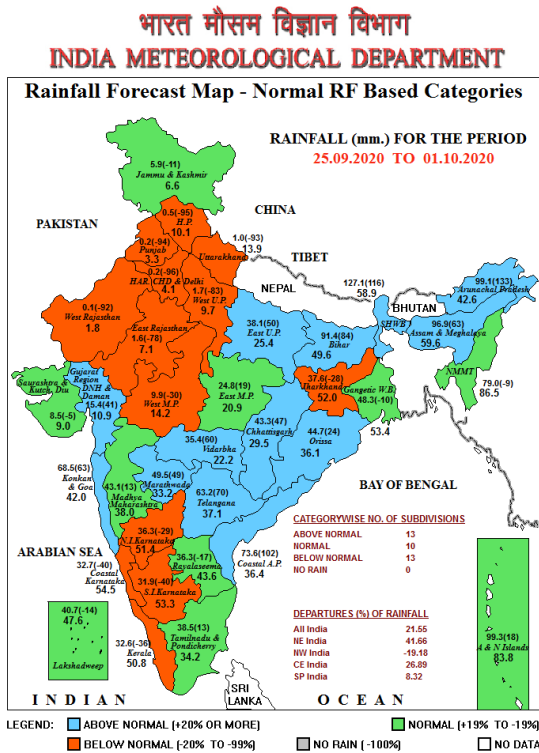 भारत मौसम विज्ञान विभाग
INDIA METEOROLOGICAL DEPARTMENT
Rainfall Forecast Map - Normal RF Based Categories
RAINFALL (mm.) FOR THE PERIOD
25.09.2020 TO 01.10.2020
5.9(-11)
Jammu & Kashmir
6.6
PAKISTAN
CHINA
TIBET
NEPAL
BHUTAN
0.5(-95)
H.P.
10.1
0.2(-94)
Punjab
3.3
1.0(-93)
Uttarakhand
13.9
0.2(-96)
HAR. CHD & Delhi
4.1
1.7(-83)
West U.P.
9.7
0.1(-92)
West Rajasthan
1.8
East Rajasthan
1.6(-78)
7.1
38.1(50)
East U.P.
25.4
91.4(84)
Bihar
49.6
127.1(116)
58.9
SHWB
99.1(133)
Arunachal Pradesh
42.6
96.9(63)
Assam & Meghalaya
59.6
NMMT
79.0(-9)
86.5
Saurashtra &
Kutch, Diu
8.5(-5)
9.0
Gujarat
Region
DNH &
Daman
15.4(41)
10.9
9.9(-30)
West M.P.
14.2
24.8(19)
East M.P.
20.9
37.6(-28)
Jharkhand
52.0
Gangetic W.B.
48.3(-10)
53.4
43.3(47)
Chhattisgarh
29.5
44.7(24)
Orissa
36.1
35.4(60)
Vidarbha
22.2
68.5(63)
Konkan
& Goa
42.0
43.1(13)
Madhya
Maharashtra
38.0
49.5(49)
Marathwada
33.2
63.2(70)
Telangana
37.1
BAY OF BENGAL
ARABIAN SEA
36.3(-29)
N.I.Karnataka
51.4
36.3(-17)
Rayalaseema
43.6
73.6(102)
Coastal A.P.
36.4
32.7(-40)
Coastal
Karnataka
54.5
31.9(-40)
S.I.Karnataka
53.3
40.7(-14)
47.6
Lakshadweep
32.6(-36)
Kerala
50.8
38.5(13)
Tamilnadu &
Pondicherry
34.2
99.3(18)
A & N Islands
83.8
CATEGORYWISE NO. OF SUBDIVISIONS
ABOVE NORMAL 13
NORMAL 10
BELOW NORMAL 13
NO RAIN 0
DEPARTURES (%) OF RAINFALL
All India 21.55
NE India 41.66
NW India -19.18
CE India 26.89
SP India 8.32
SRI
LANKA
INDIAN OCEAN
LEGEND: ABOVE NORMAL (+20% OR MORE) NORMAL (+19% TO -19%)
BELOW NORMAL (-20% TO -99%) NO RAIN ( -100%) NO DATA